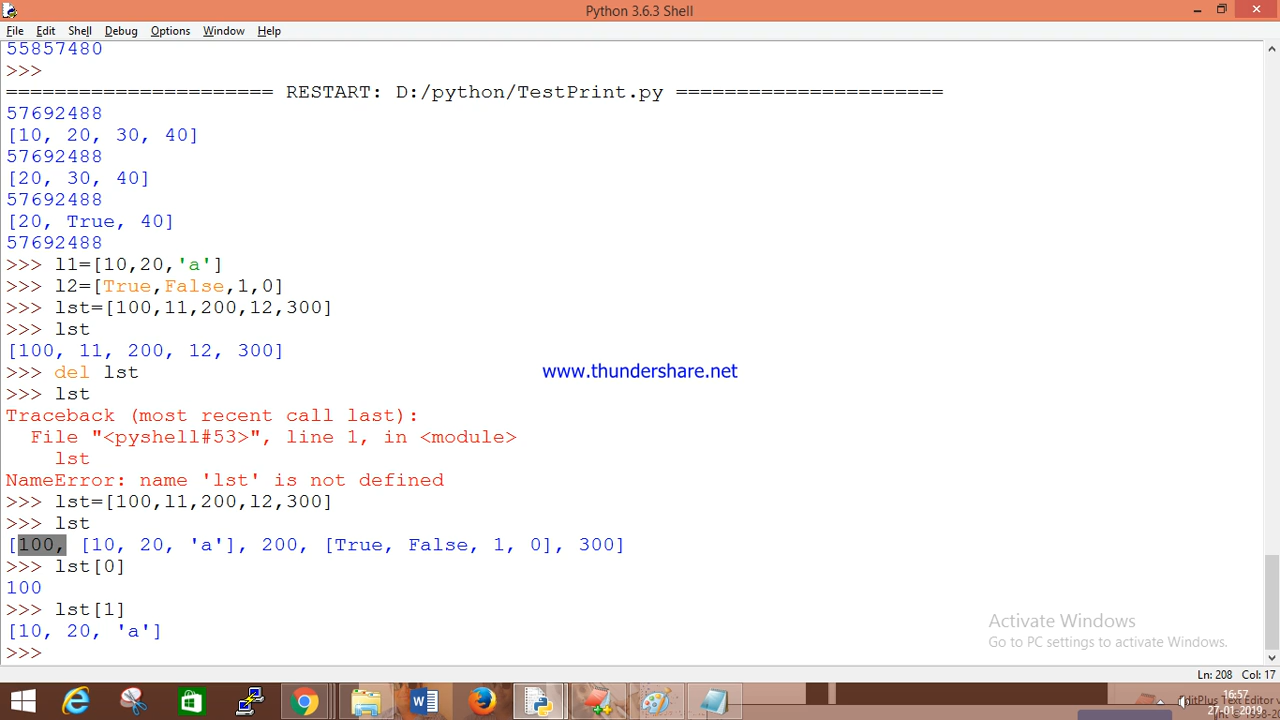 Python 3.6.3 Shell
File Edit Shell Debug Options Window Help
55857480
>>>
====================== RESTART: D:/python/TestPrint.py ======================
57692488
[10, 20, 30, 40]
57692488
[20, 30, 40]
57692488
[20, True, 40]
57692488
>>> l1=[10,20,'a']
>>> l2=[True,False,1,0]
>>> lst=[100,11,200,12,300]
>>> lst
[100, 11, 200, 12, 300]
>>> del lst
>>> lst
Traceback (most recent call last):
  File "<pyshell#53>", line 1, in <module>
    lst
NameError: name 'lst' is not defined
>>> lst=[100,l1,200,l2,300]
>>> lst
[100, [10, 20, 'a'], 200, [True, False, 1, 0], 300]
>>> lst[0]
100
>>> lst[1]
[10, 20, 'a']
>>>
www.thundershare.net
Activate Windows
Go to PC settings to activate Windows.
Ln: 208 Col: 17
16:57
27-01-2019